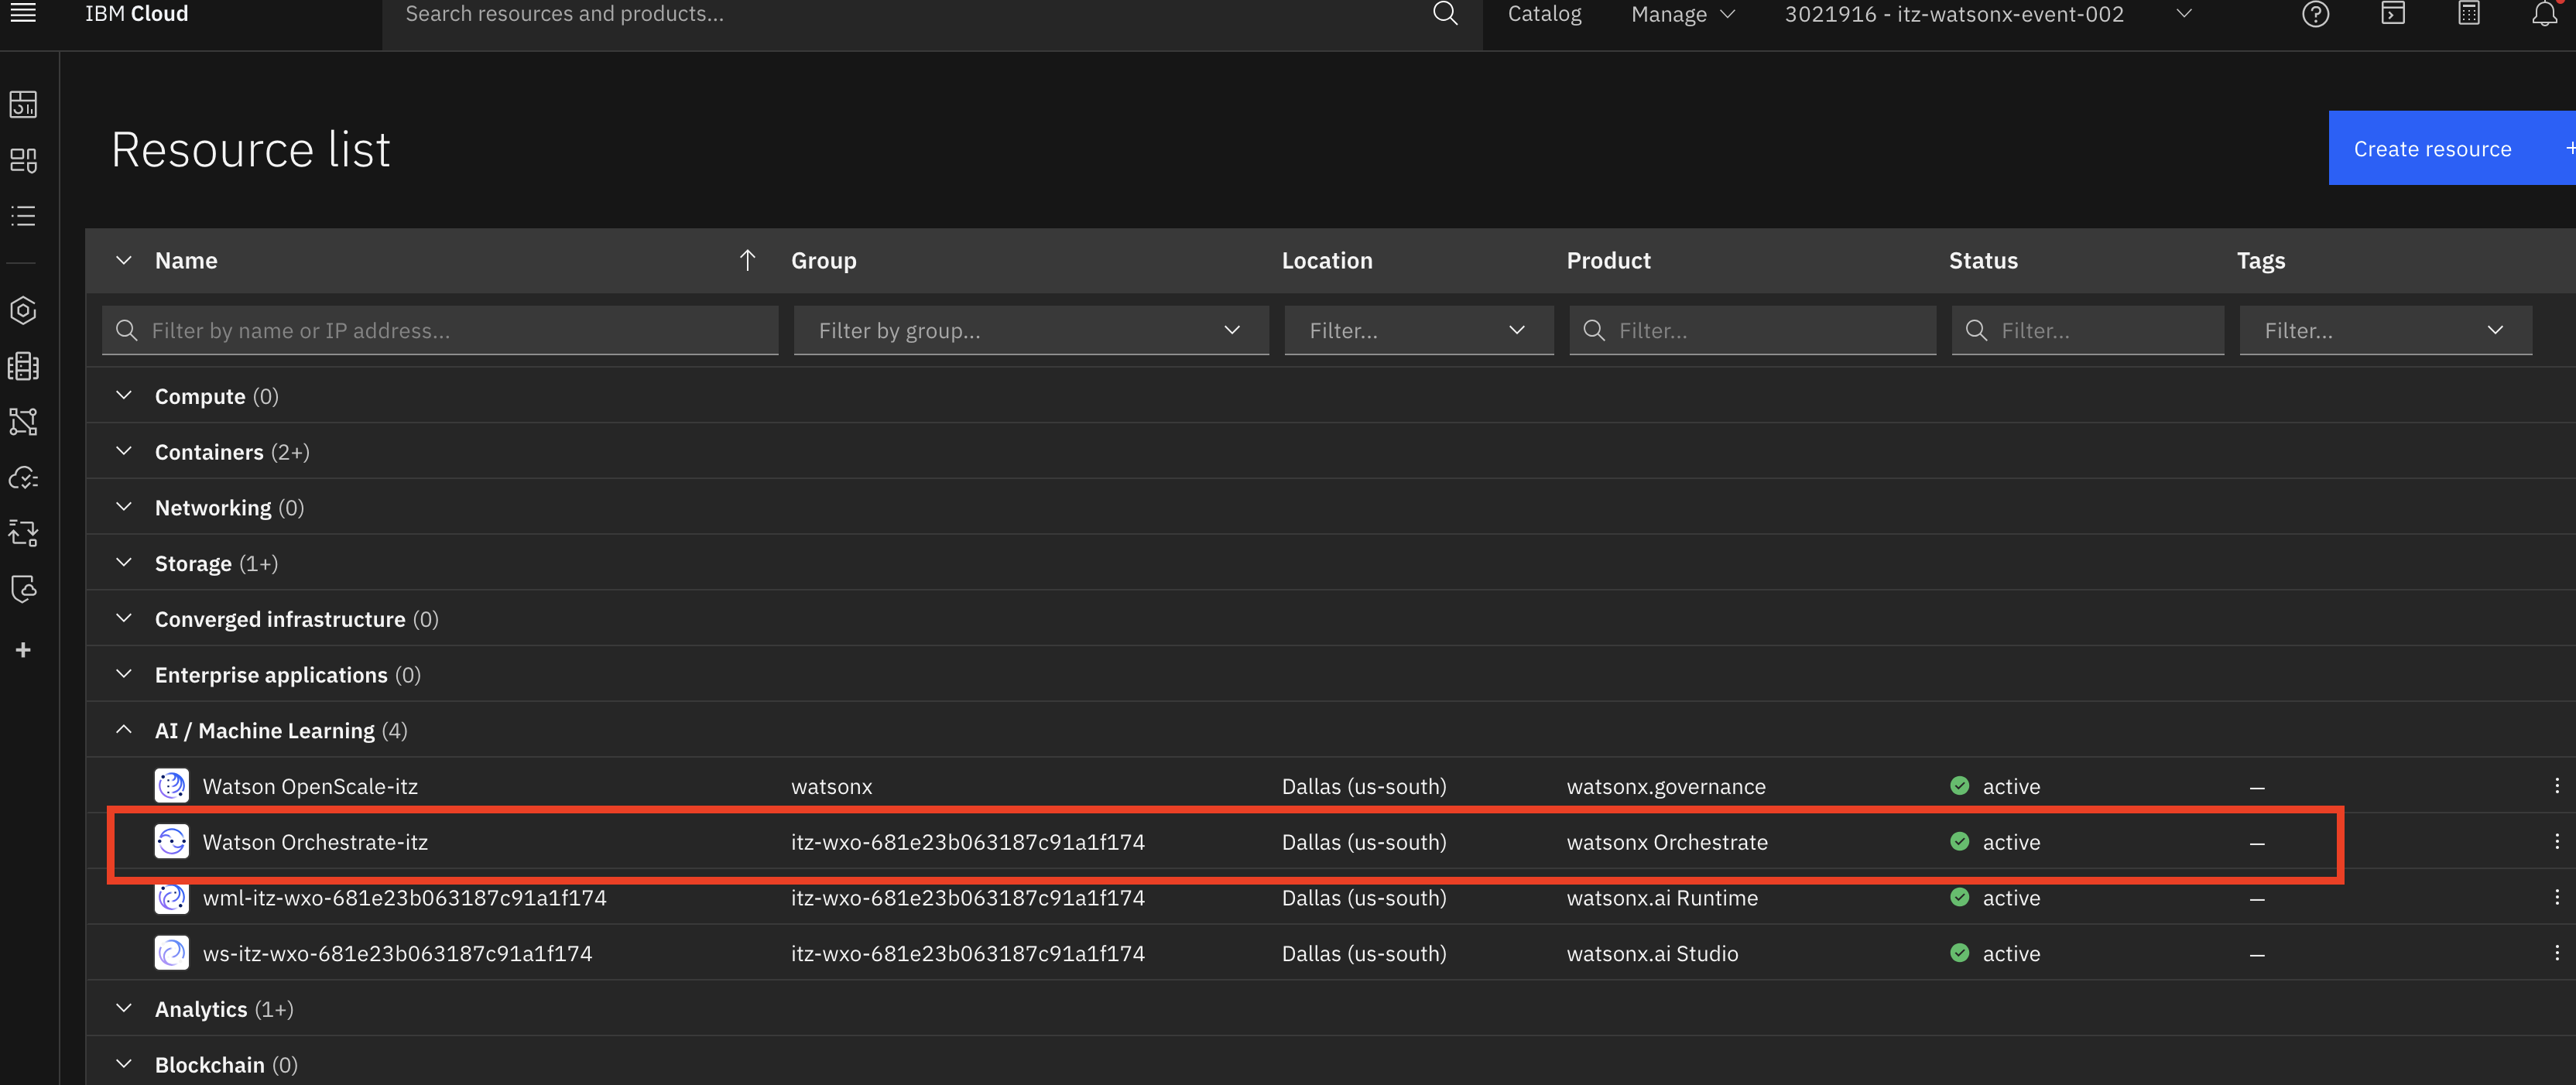 IBM Cloud Search resources and products... Catalog Manage 3021916 - itz-watsonx-event-002
Resource list
Create resource +
Name Group Location Product Status Tags
Filter by name or IP address... Filter by group... Filter... Filter... Filter... Filter...
Compute (0)
Containers (2+)
Networking (0)
Storage (1+)
Converged infrastructure (0)
Enterprise applications (0)
AI / Machine Learning (4)
Watson OpenScale-itz watsonx Dallas (us-south) watsonx.governance active –
Watson Orchestrate-itz itz-wxo-681e23b063187c91a1f174 Dallas (us-south) watsonx Orchestrate active –
wml-itz-wxo-681e23b063187c91a1f174 itz-wxo-681e23b063187c91a1f174 Dallas (us-south) watsonx.ai Runtime active –
ws-itz-wxo-681e23b063187c91a1f174 itz-wxo-681e23b063187c91a1f174 Dallas (us-south) watsonx.ai Studio active –
Analytics (1+)
Blockchain (0)